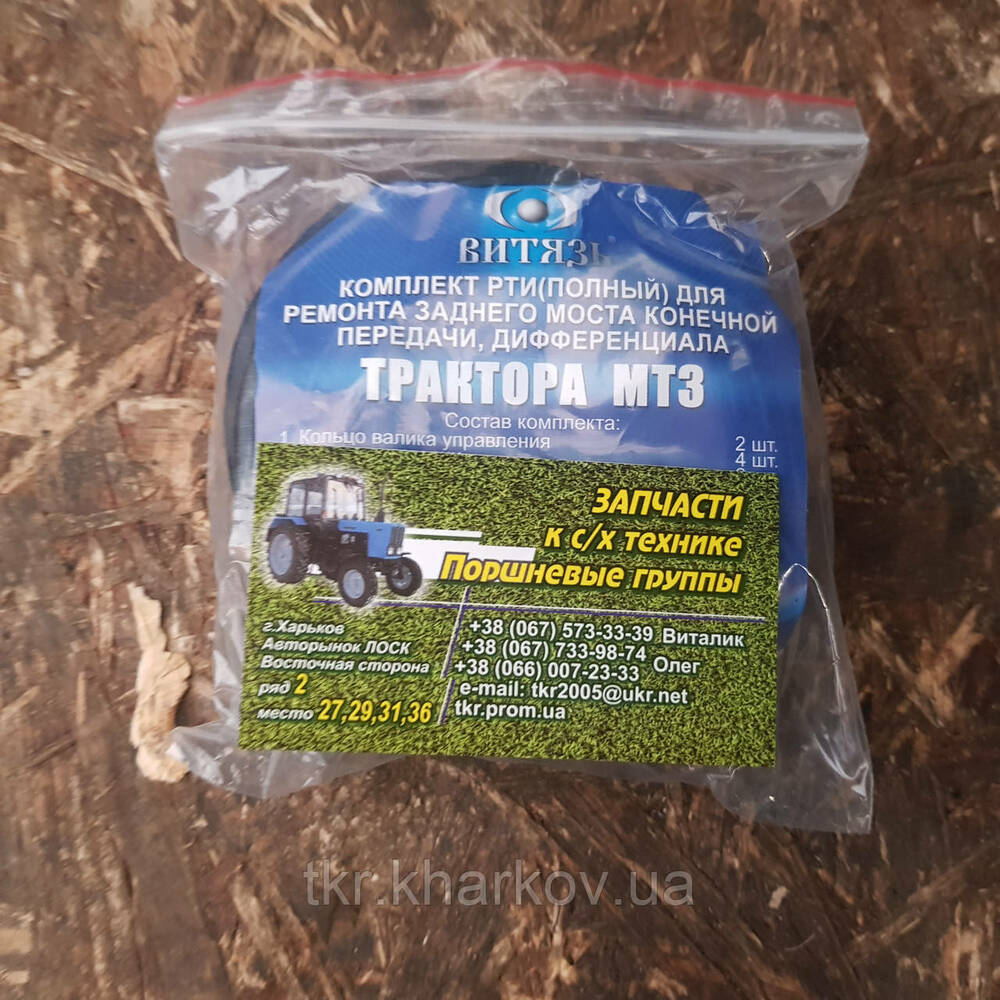 ВИТЯЗЬ
КОМПЛЕКТ РТИ(ПОЛНЫЙ) ДЛЯ
РЕМОНТА ЗАДНЕГО МОСТА КОНЕЧНОЙ
ПЕРЕДАЧИ, ДИФФЕРЕНЦИАЛА
ТРАКТОРА МТЗ
Состав комплекта:
1. Кольцо валика управления 2 шт.
4 шт.
ЗАПЧАСТИ
к с/х технике
Поршневые группы
г.Харьков
Авторынок ЛОСК
Восточная сторона
ряд 2
место 27,29,31,36
+38 (067) 573-33-39 Виталик
+38 (067) 733-98-74
+38 (066) 007-23-33 Олег
e-mail: tkr2005@ukr.net
tkr.prom.ua
tkr.kharkov.ua